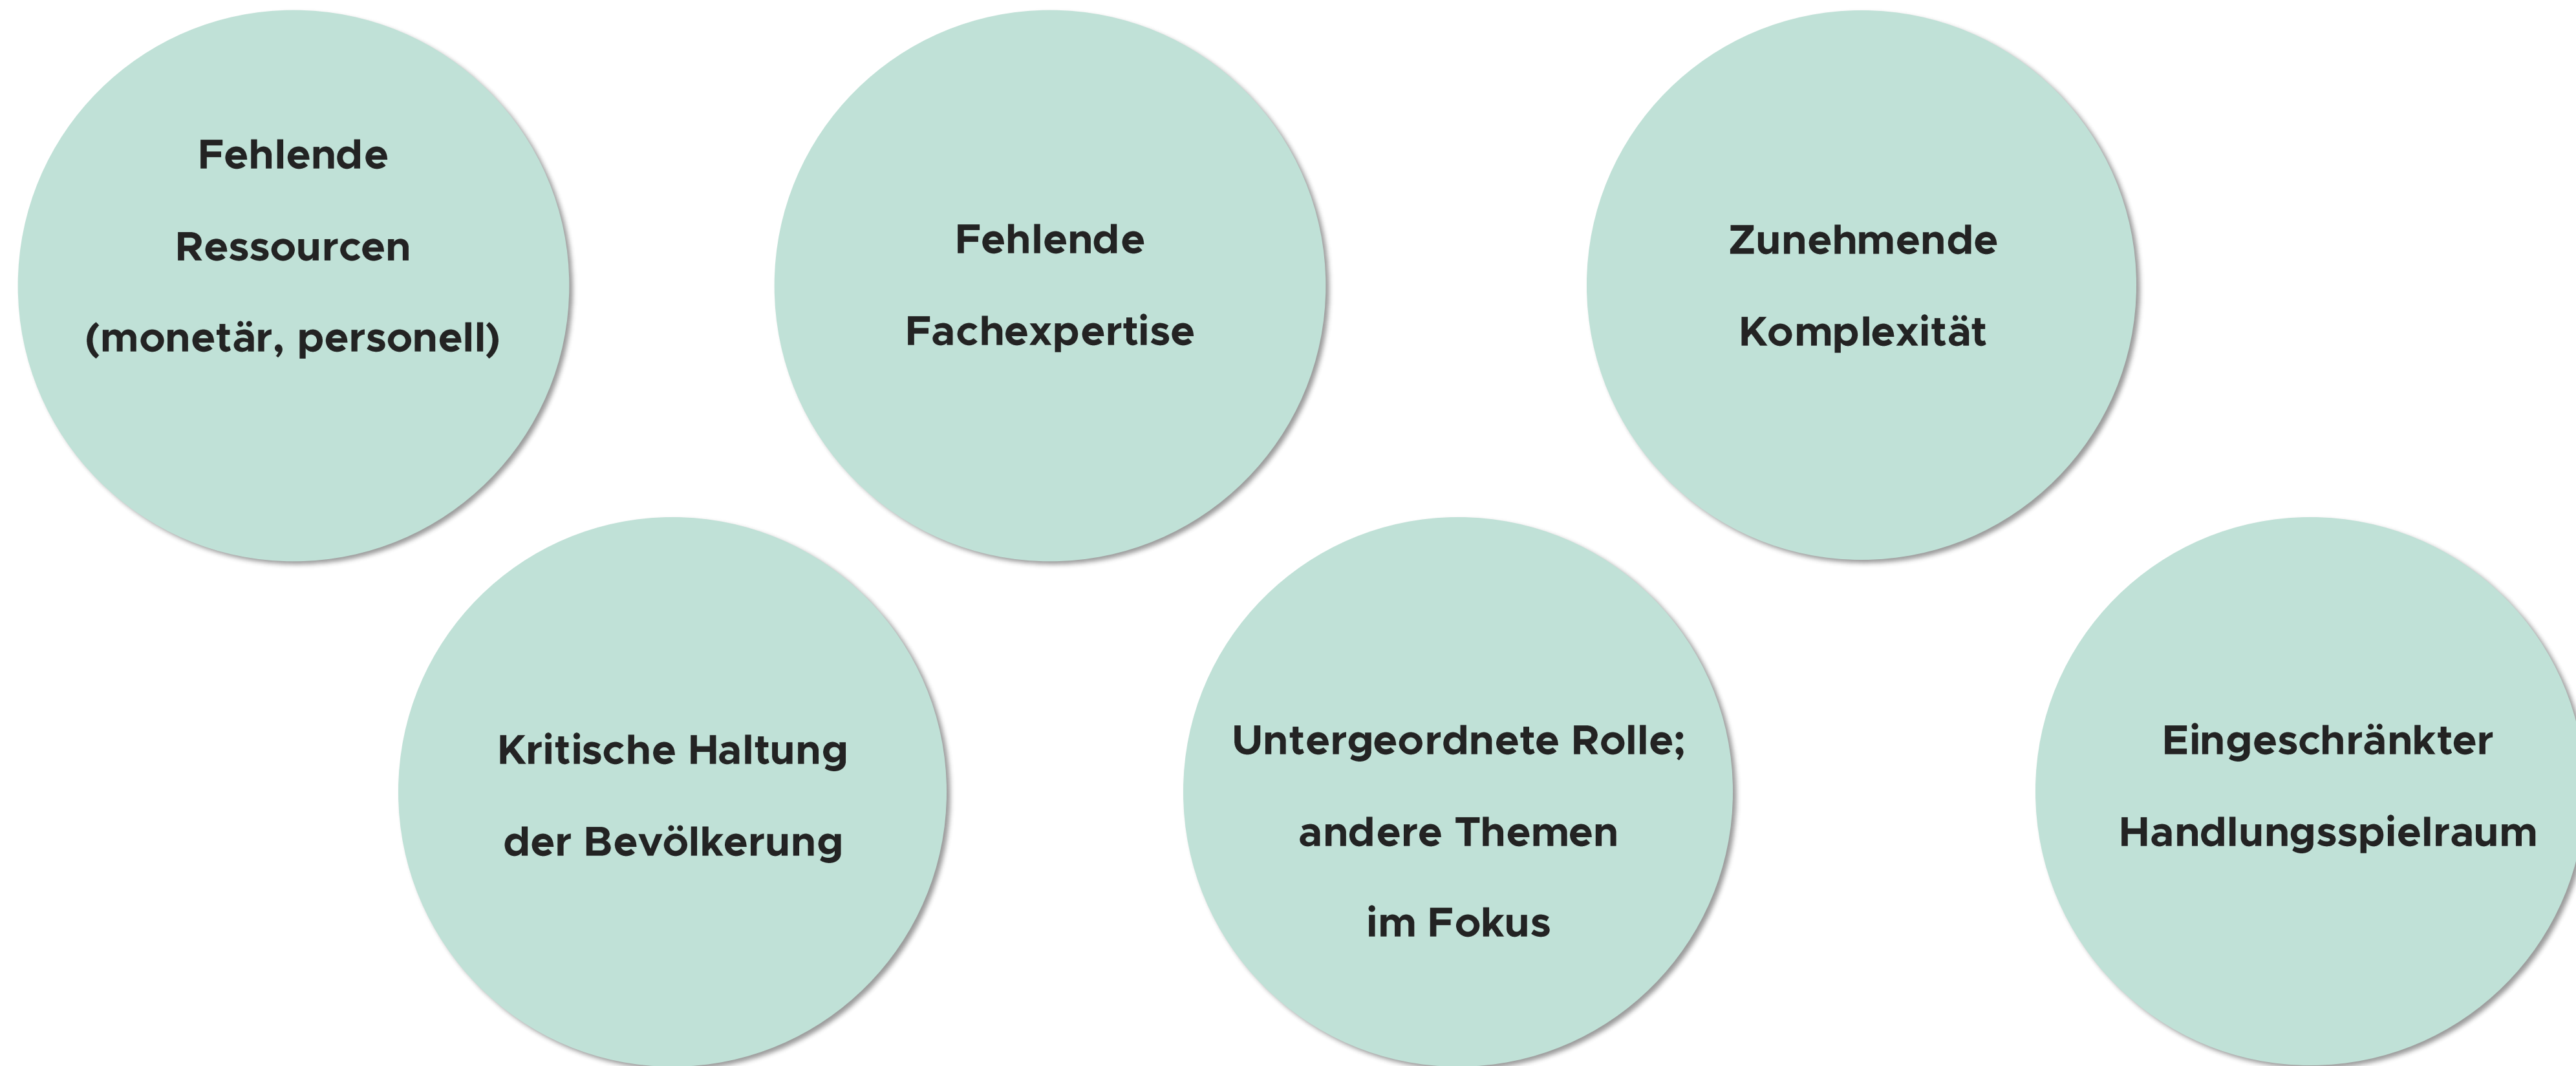 Fehlende
Ressourcen
(monetär, personell)
Fehlende
Fachexpertise
Zunehmende
Komplexität
Kritische Haltung
der Bevölkerung
Untergeordnete Rolle;
andere Themen
im Fokus
Eingeschränkter
Handlungsspielraum